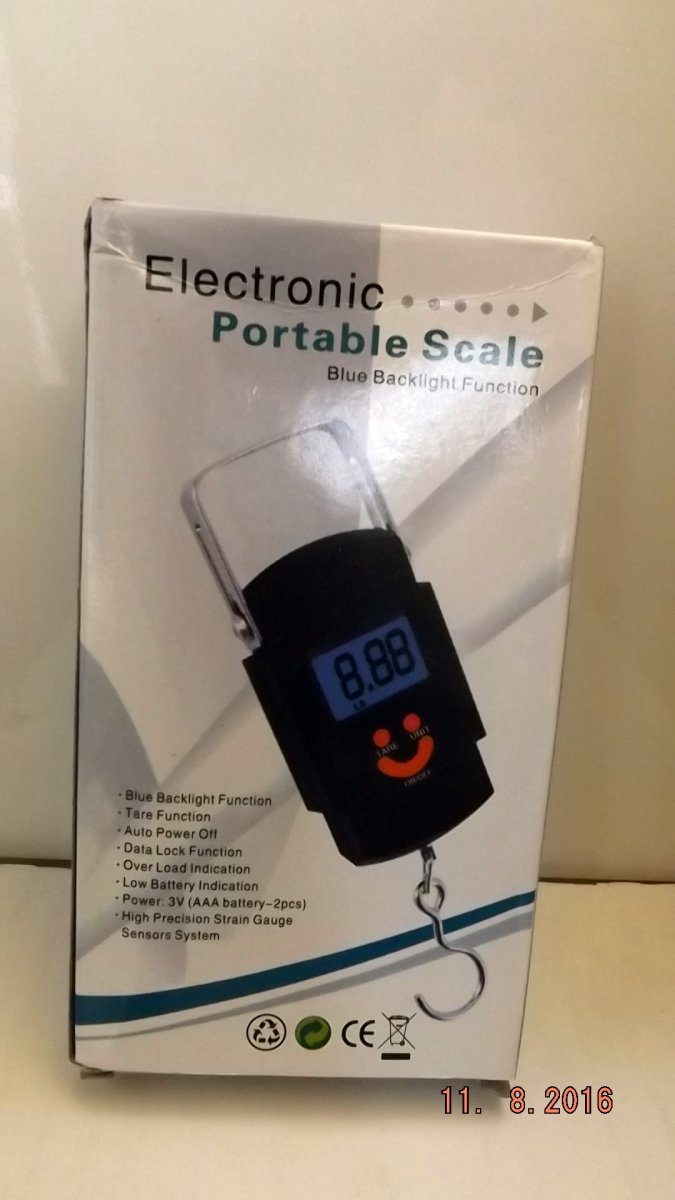 Electronic
Portable Scale
Blue Backlight Function
8.88
LB
TARE UNIT
ON/OFF
· Blue Backlight Function
· Tare Function
· Auto Power Off
· Data Lock Function
· Over Load Indication
· Low Battery Indication
· Power: 3V (AAA battery-2pcs)
· High Precision Strain Gauge
Sensors System
CE
11. 8.2016